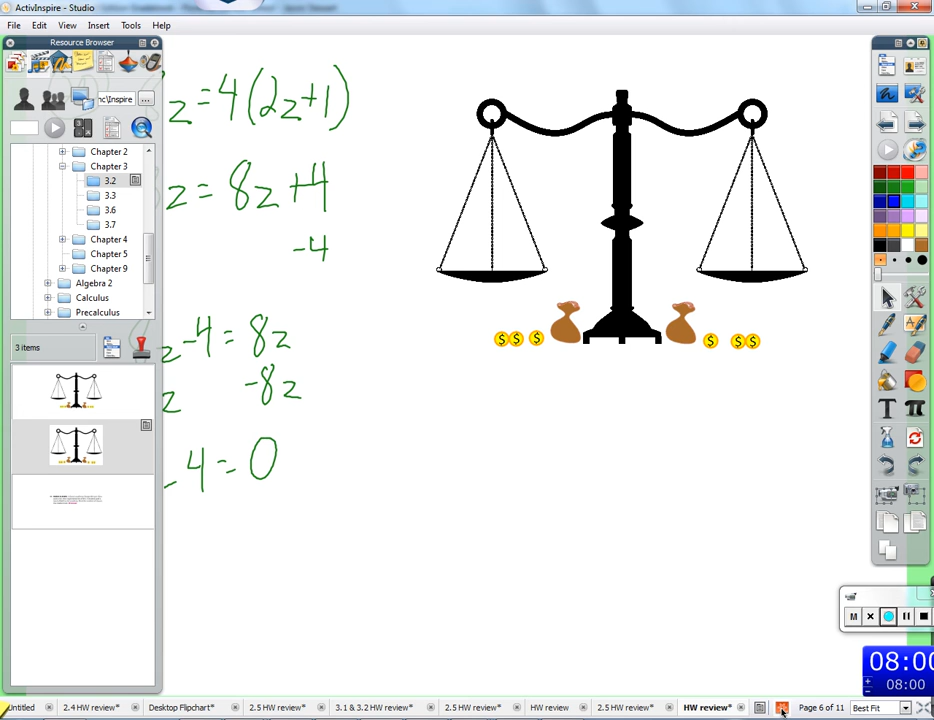 ActivInspire - Studio
File Edit View Insert Tools Help
Resource Browser
nc\Inspire ...
Chapter 2
Chapter 3
3.2
3.3
3.6
3.7
Chapter 4
Chapter 5
Chapter 9
Algebra 2
Calculus
Precalculus
3 items
z = 4(2z+1)
z = 8z + 4
-4
z - 4 = 8z
z -8z
- 4 = 0
$ $ $ $ $ $
T π
M
08:00
08:00
Untitled 2.4 HW review* Desktop Flipchart* 2.5 HW review* 3.1 & 3.2 HW review* 2.5 HW review* HW review 2.5 HW review* HW review* Page 6 of 11 Best Fit